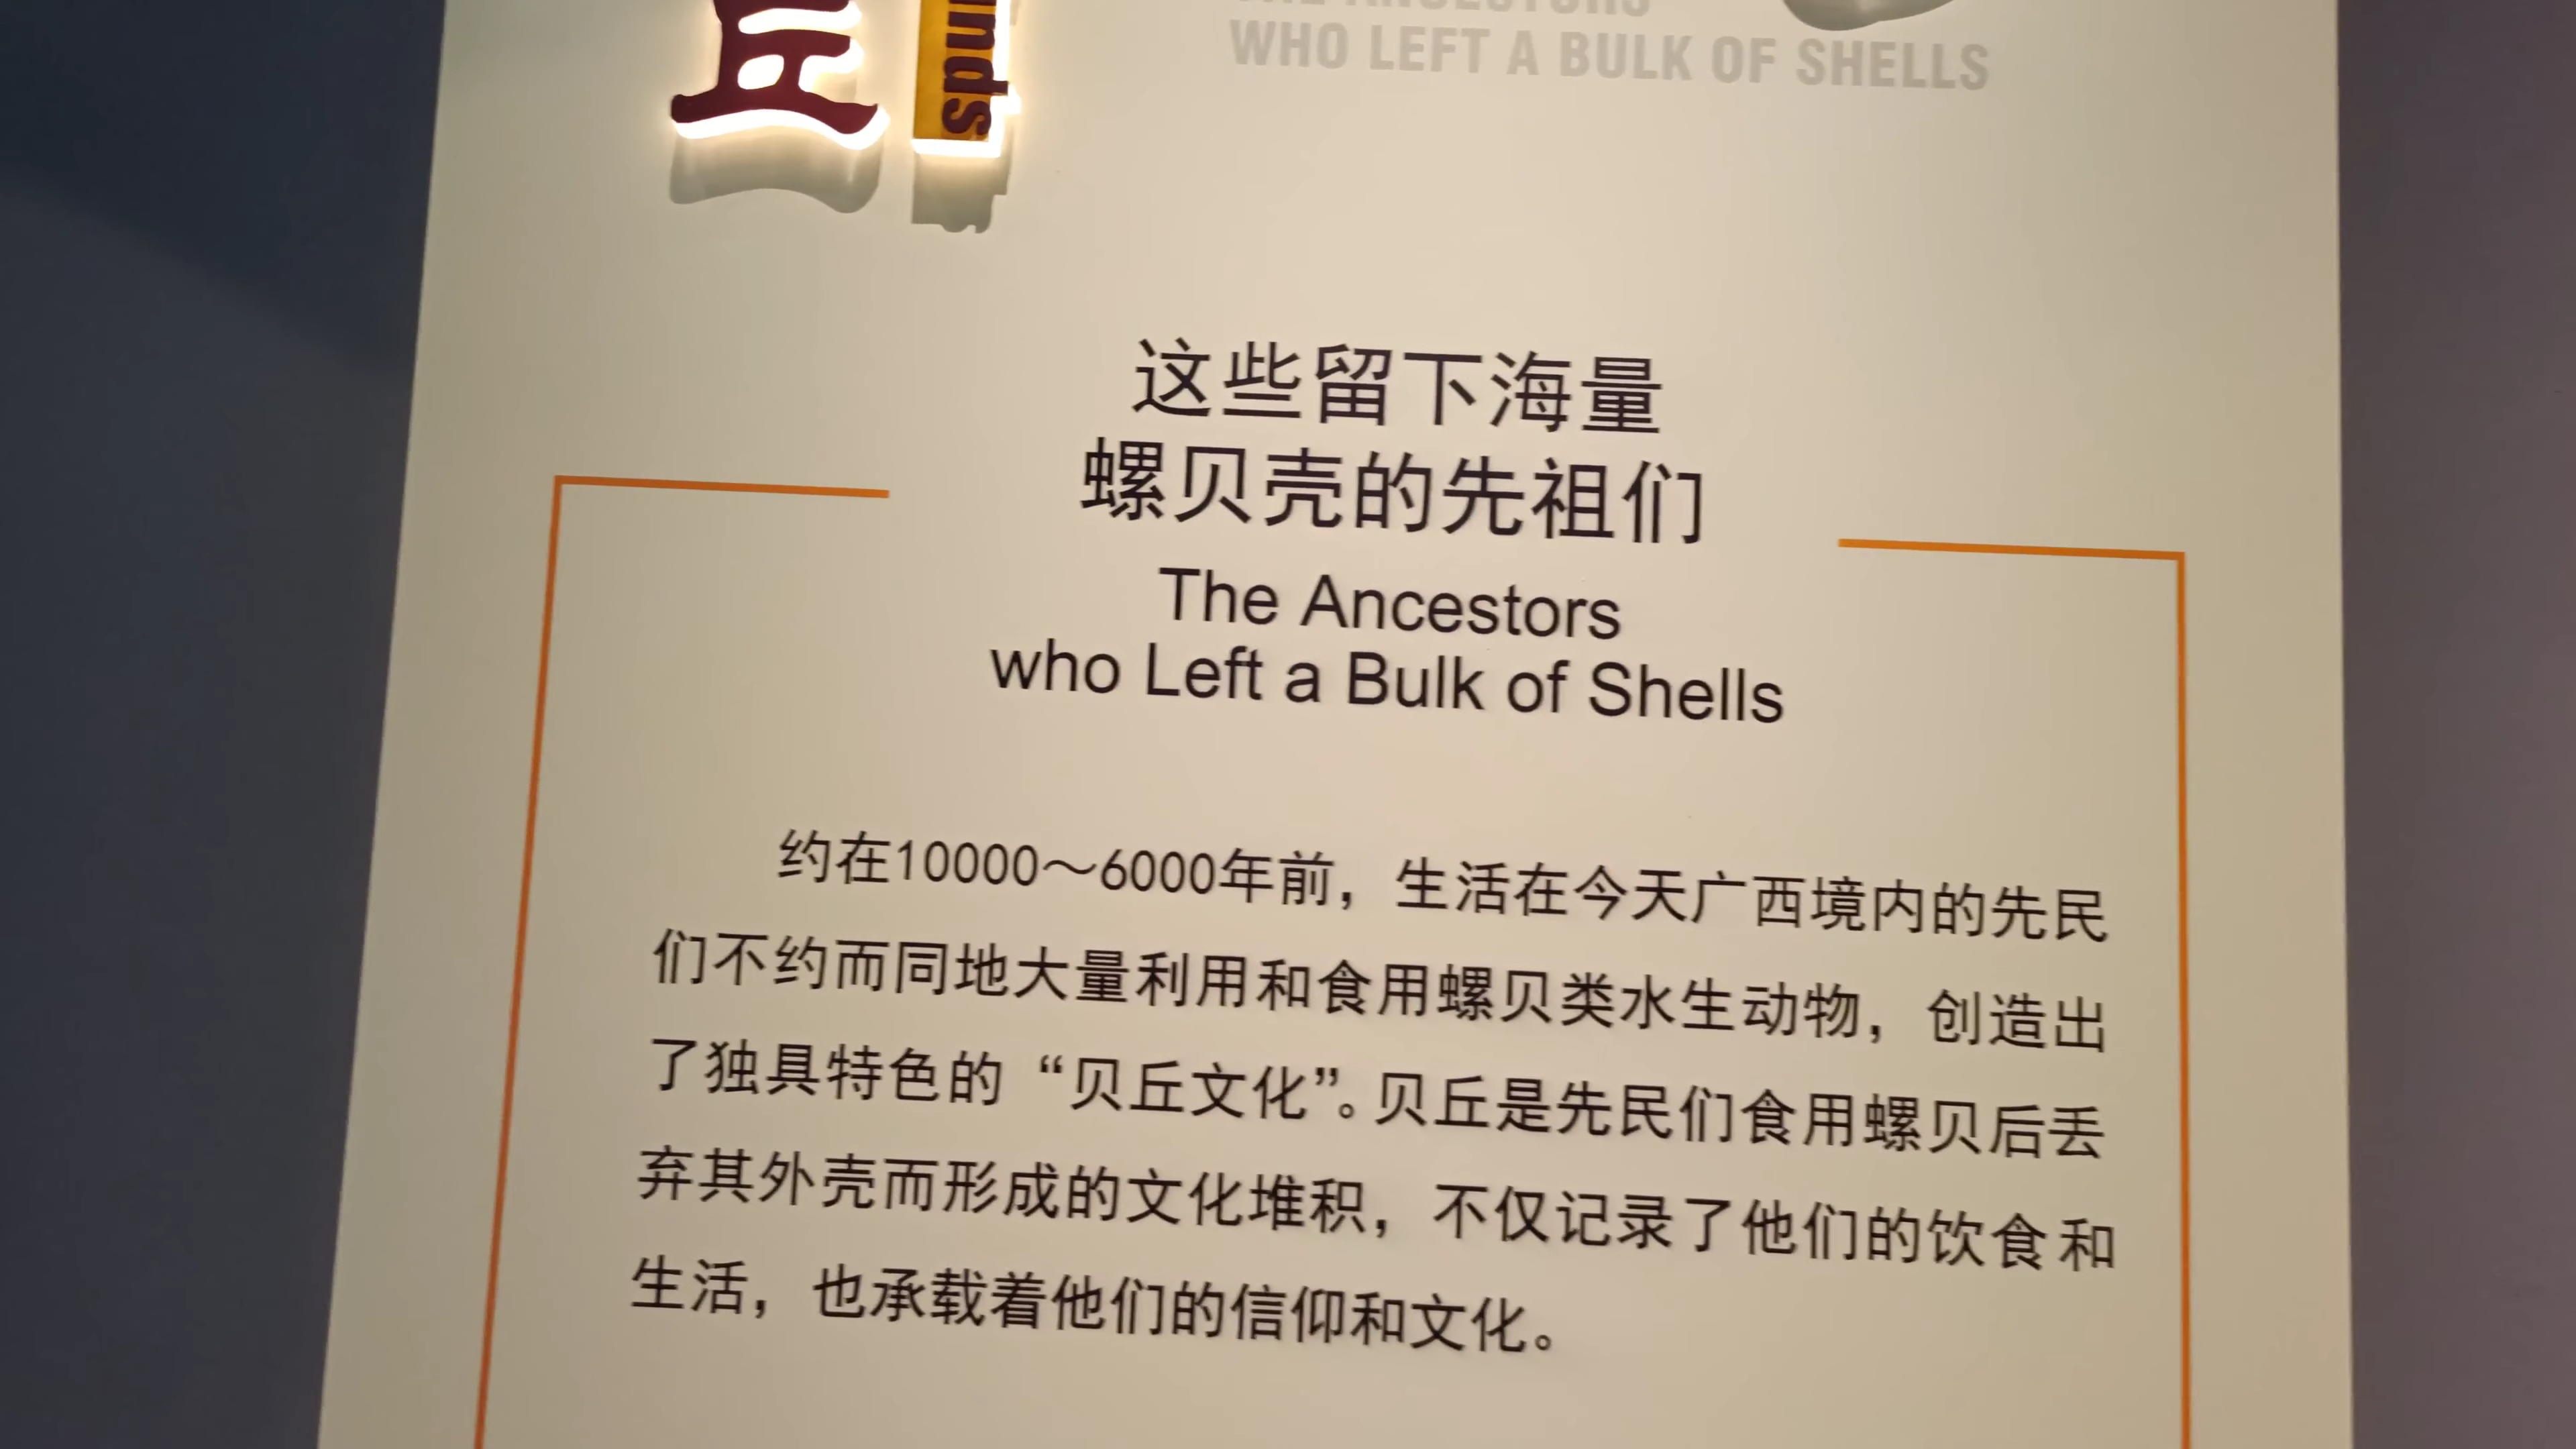 丘
unds
THE ANCESTORS
WHO LEFT A BULK OF SHELLS
这些留下海量
螺贝壳的先祖们
The Ancestors
who Left a Bulk of Shells
约在10000～6000年前，生活在今天广西境内的先民
们不约而同地大量利用和食用螺贝类水生动物，创造出
了独具特色的“贝丘文化”。贝丘是先民们食用螺贝后丢
弃其外壳而形成的文化堆积，不仅记录了他们的饮食和
生活，也承载着他们的信仰和文化。